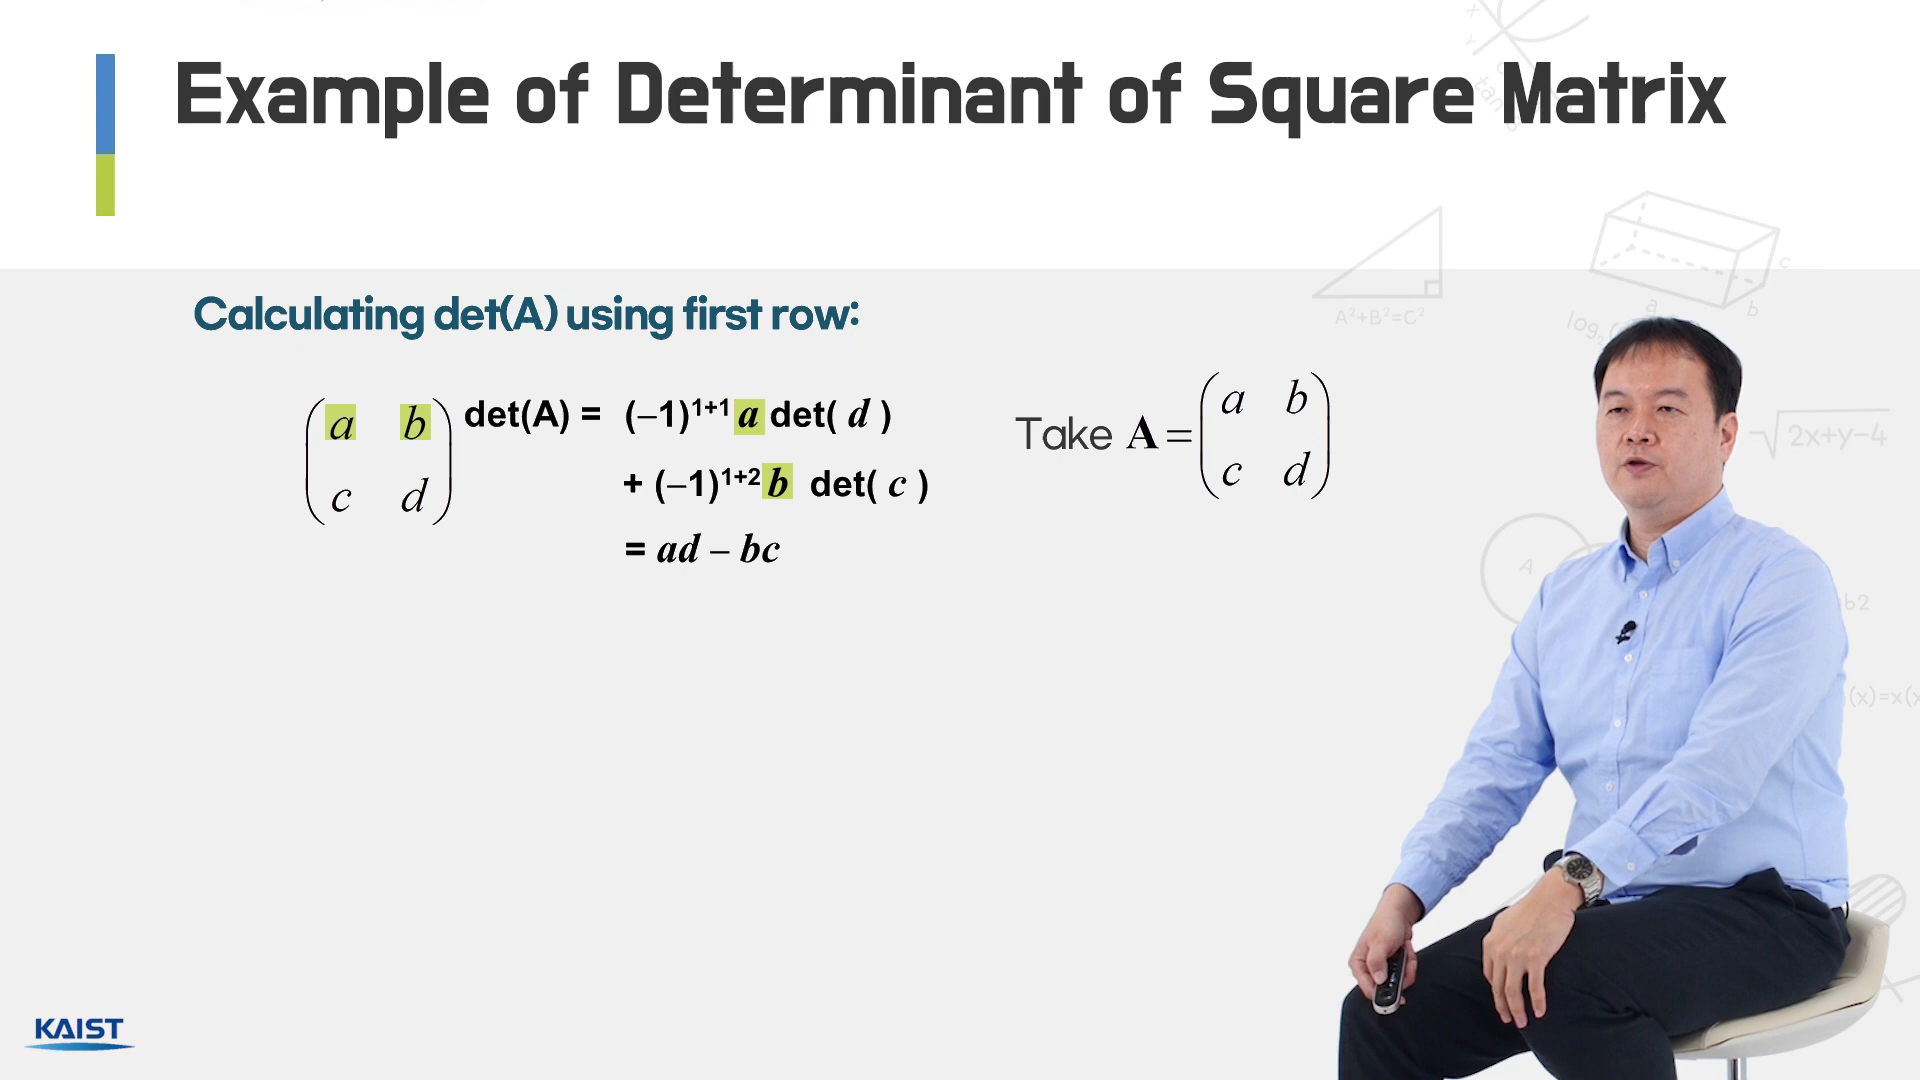 Example of Determinant of Square Matrix
Calculating det(A) using first row:
a b
c d
det(A) = (–1)¹⁺¹ a det( d )
+ (–1)¹⁺² b det( c )
= ad – bc
Take A =
a b
c d
A²+B²=C²
a
b
c
√2x+y−4
A
b2
KAIST